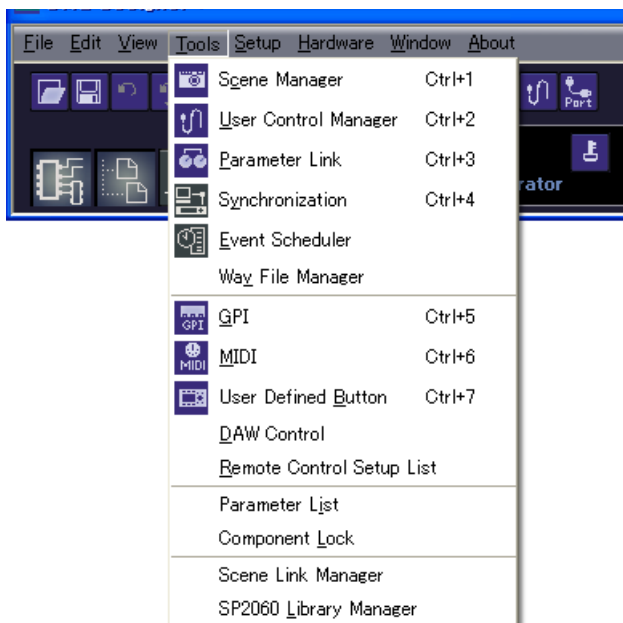 File Edit View Tools Setup Hardware Window About
Port
rator
Scene Manager Ctrl+1
User Control Manager Ctrl+2
Parameter Link Ctrl+3
Synchronization Ctrl+4
Event Scheduler
Wav File Manager
GPI GPI Ctrl+5
MIDI MIDI Ctrl+6
User Defined Button Ctrl+7
DAW Control
Remote Control Setup List
Parameter List
Component Lock
Scene Link Manager
SP2060 Library Manager